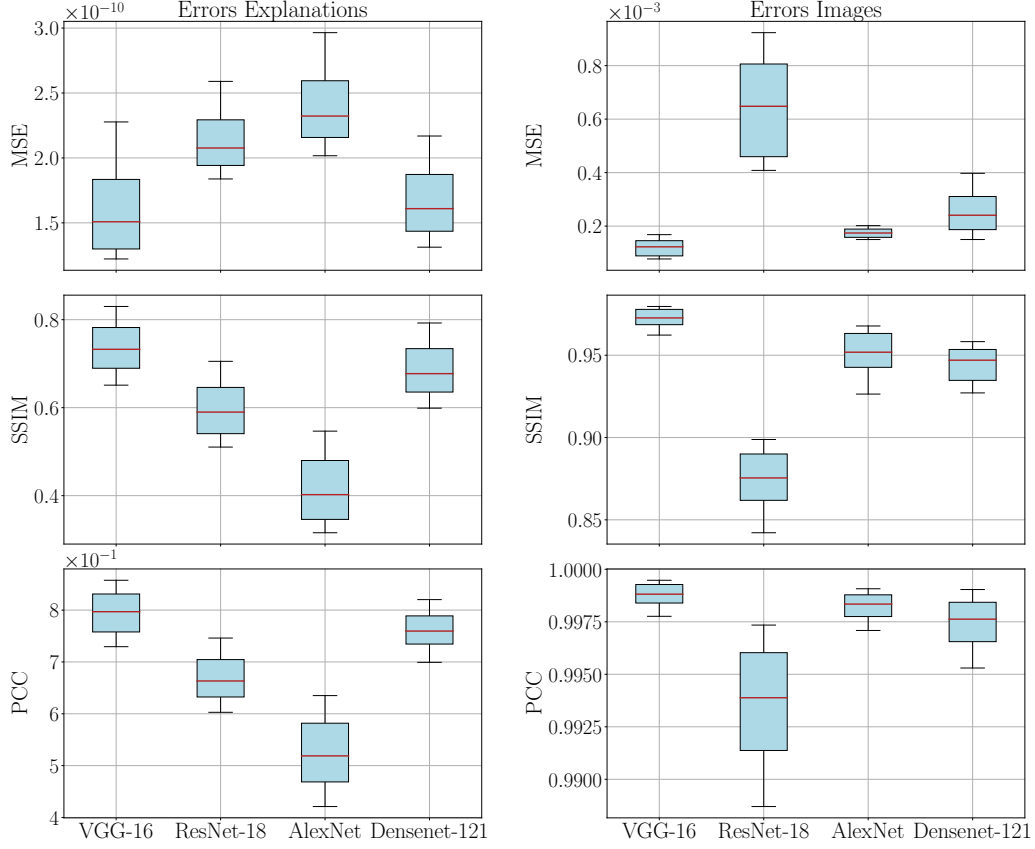 Errors Explanations
×10⁻¹⁰
3.0
2.5
2.0
1.5
MSE
Errors Images
×10⁻³
0.8
0.6
0.4
0.2
MSE
0.8
0.6
0.4
SSIM
0.95
0.90
0.85
SSIM
×10⁻¹
8
7
6
5
4
PCC
VGG-16 ResNet-18 AlexNet Densenet-121
1.0000
0.9975
0.9950
0.9925
0.9900
PCC
VGG-16 ResNet-18 AlexNet Densenet-121